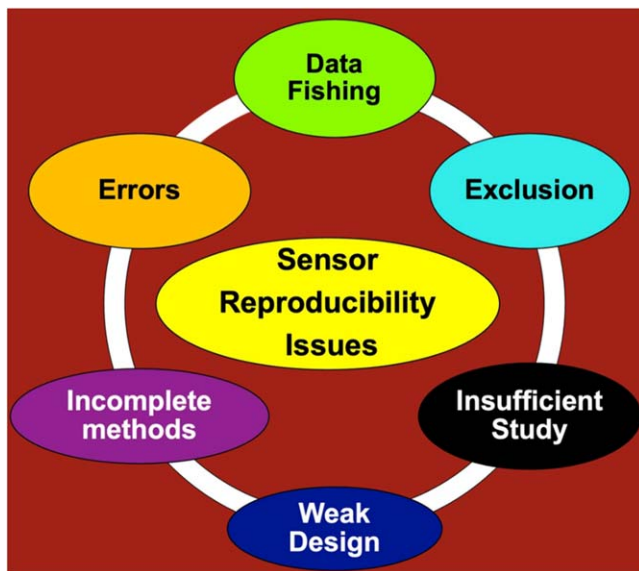 Data
Fishing
Errors
Exclusion
Sensor
Reproducibility
Issues
Incomplete
methods
Insufficient
Study
Weak
Design